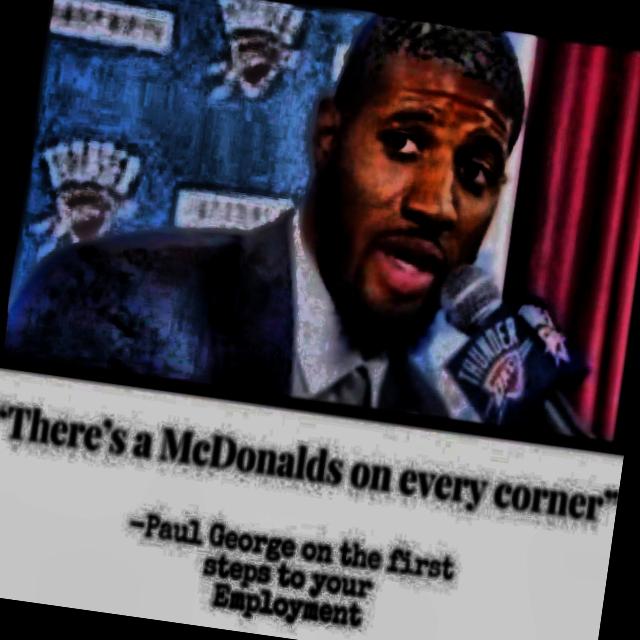 THUNDER
"There's a McDonalds on every corner"
—Paul George on the first
steps to your
Employment